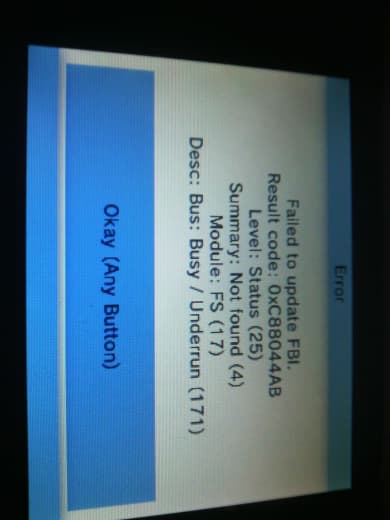 Error
Failed to update FBI.
Result code: 0xC88044AB
Level: Status (25)
Summary: Not found (4)
Module: FS (17)
Desc: Bus: Busy / Underrun (171)
Okay (Any Button)